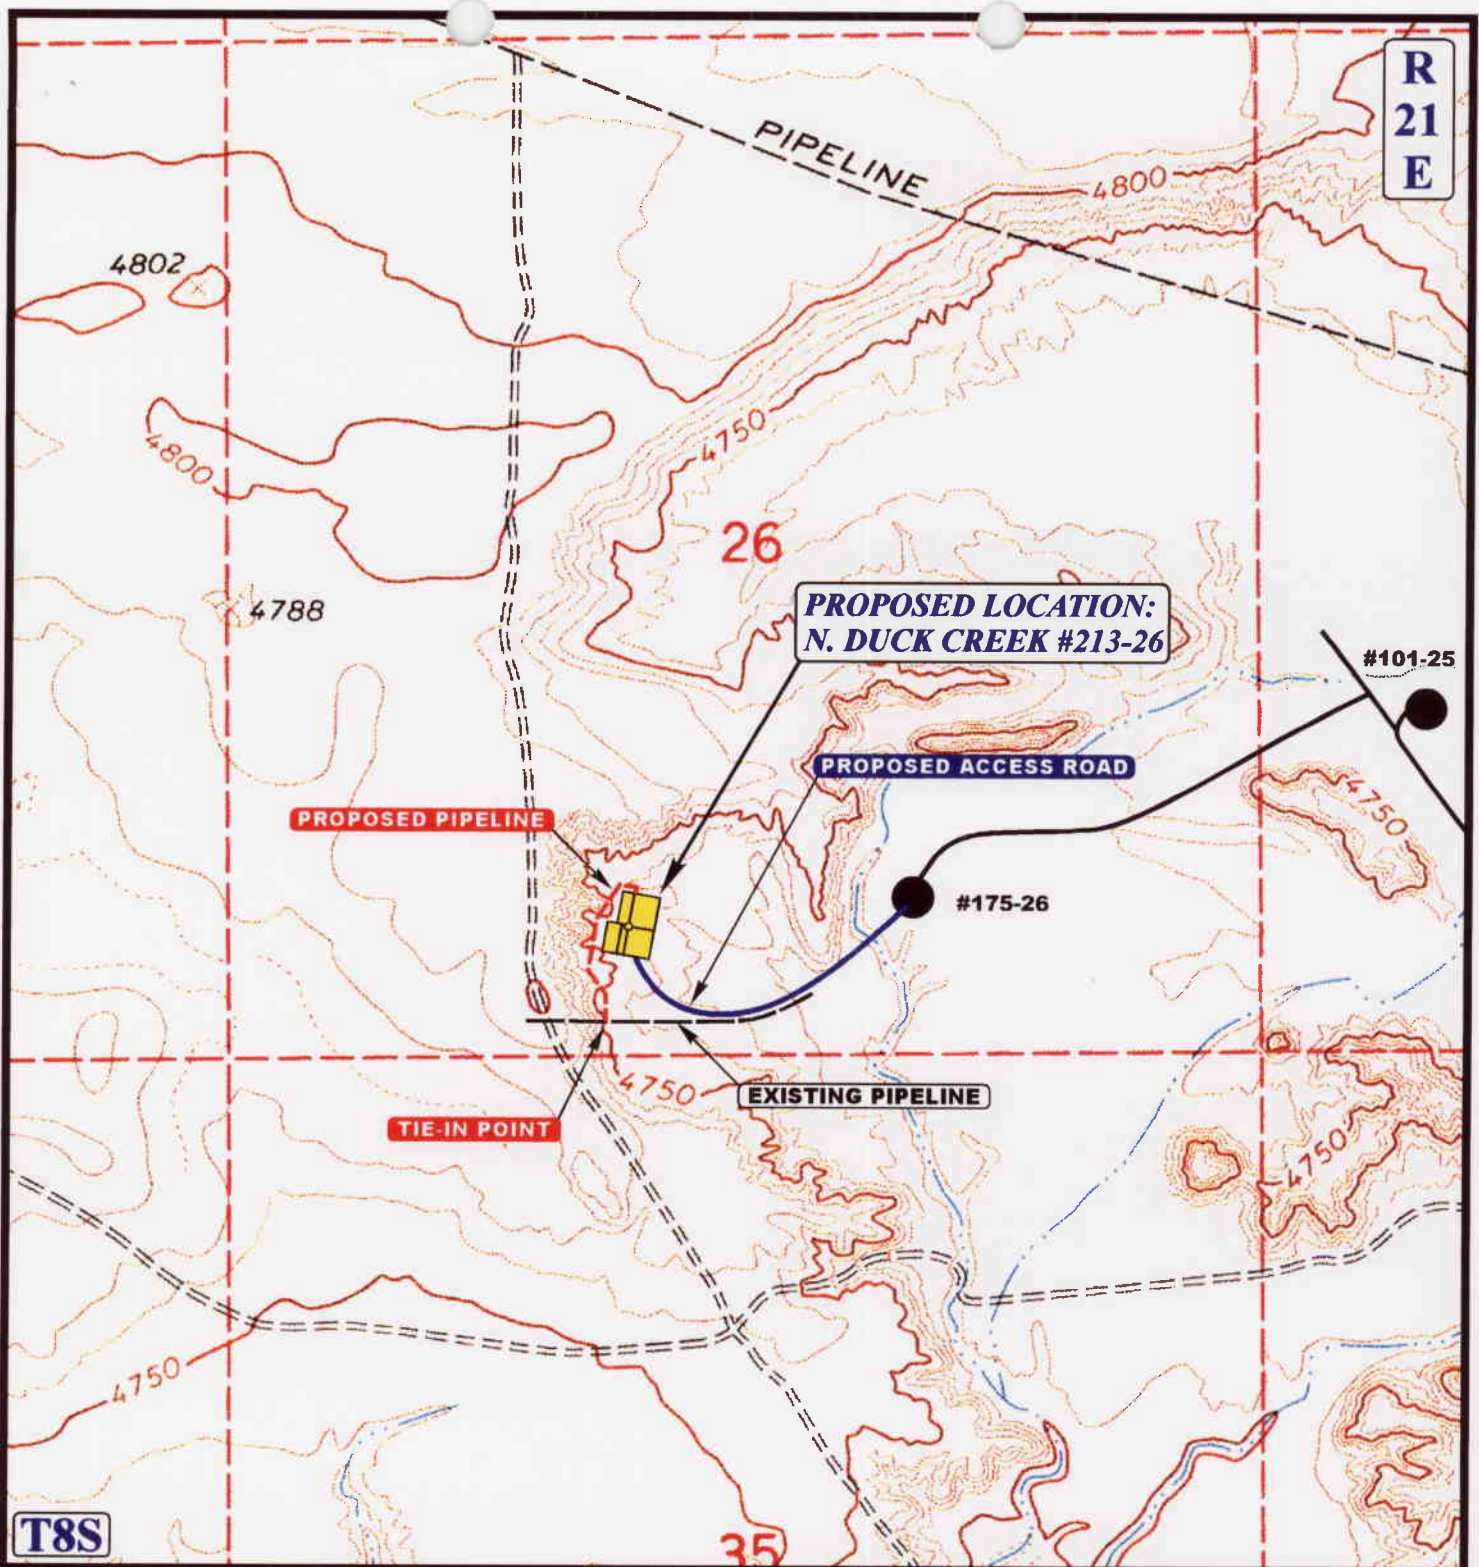 R
21
E
PIPELINE
4800
4802
4750
4800
26
4788
PROPOSED LOCATION:
N. DUCK CREEK #213-26
#101-25
PROPOSED ACCESS ROAD
4750
PROPOSED PIPELINE
#175-26
4750
EXISTING PIPELINE
TIE-IN POINT
4750
4750
T8S
35